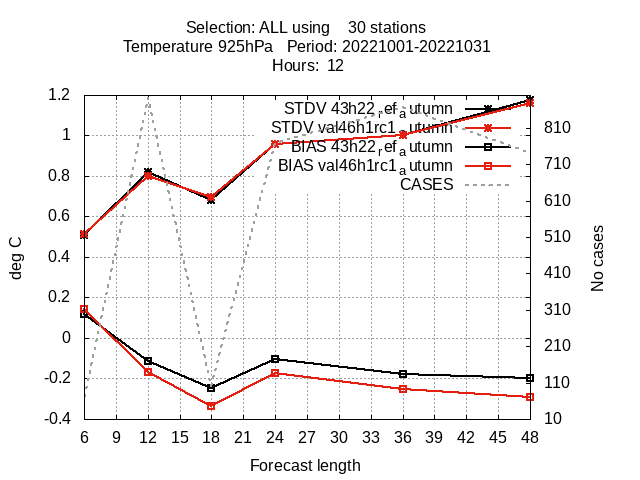 Selection: ALL using 30 stations
Temperature 925hPa Period: 20221001-20221031
Hours: 12
STDV 43h22_ref_autumn
STDV val46h1rc1_autumn
BIAS 43h22_ref_autumn
BIAS val46h1rc1_autumn
CASES
deg C
1.2
1
0.8
0.6
0.4
0.2
0
-0.2
-0.4
No cases
810
710
610
510
410
310
210
110
10
6 9 12 15 18 21 24 27 30 33 36 39 42 45 48
Forecast length